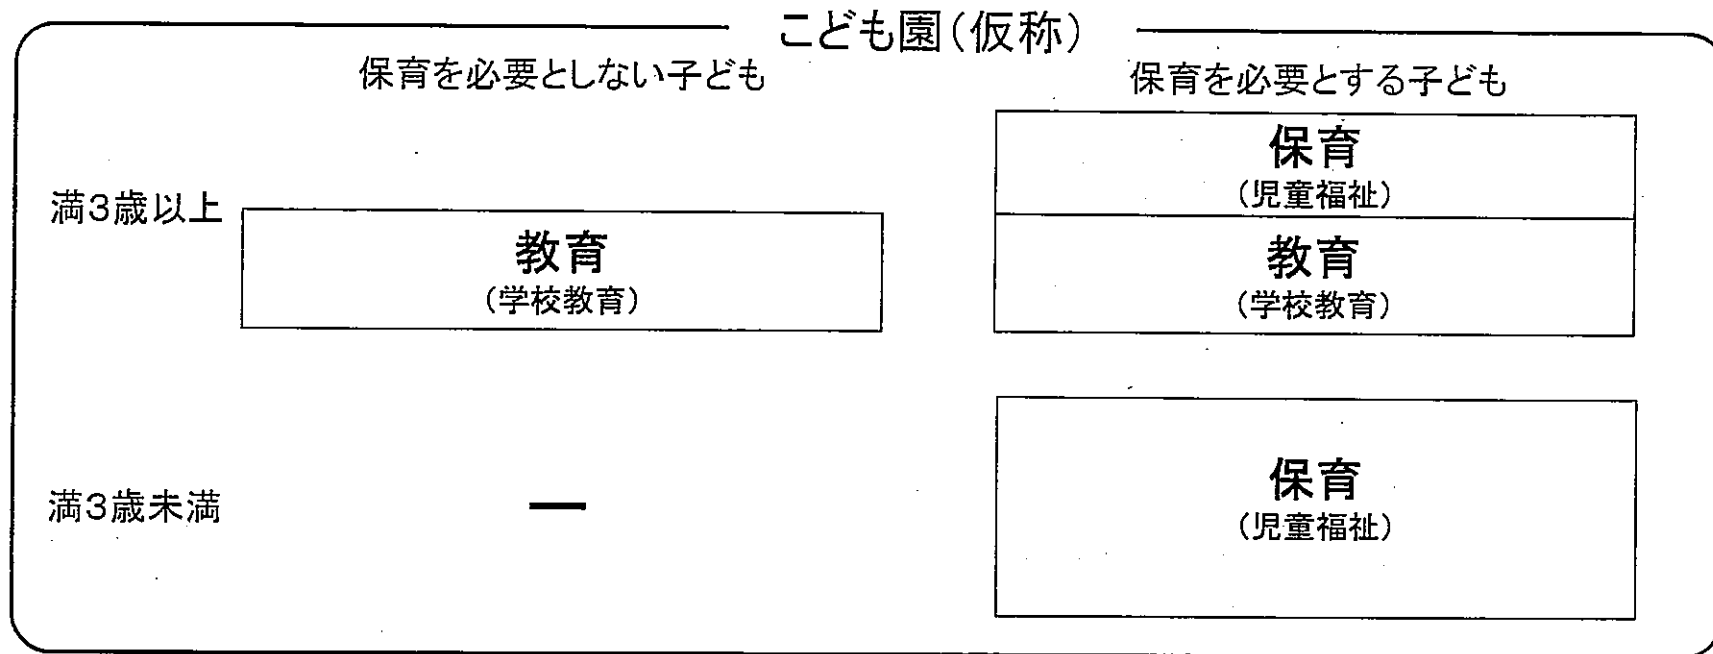 こども園(仮称)
保育を必要としない子ども
保育を必要とする子ども
保育
(児童福祉)
満3歳以上
教育
(学校教育)
教育
(学校教育)
満3歳未満
―
保育
(児童福祉)